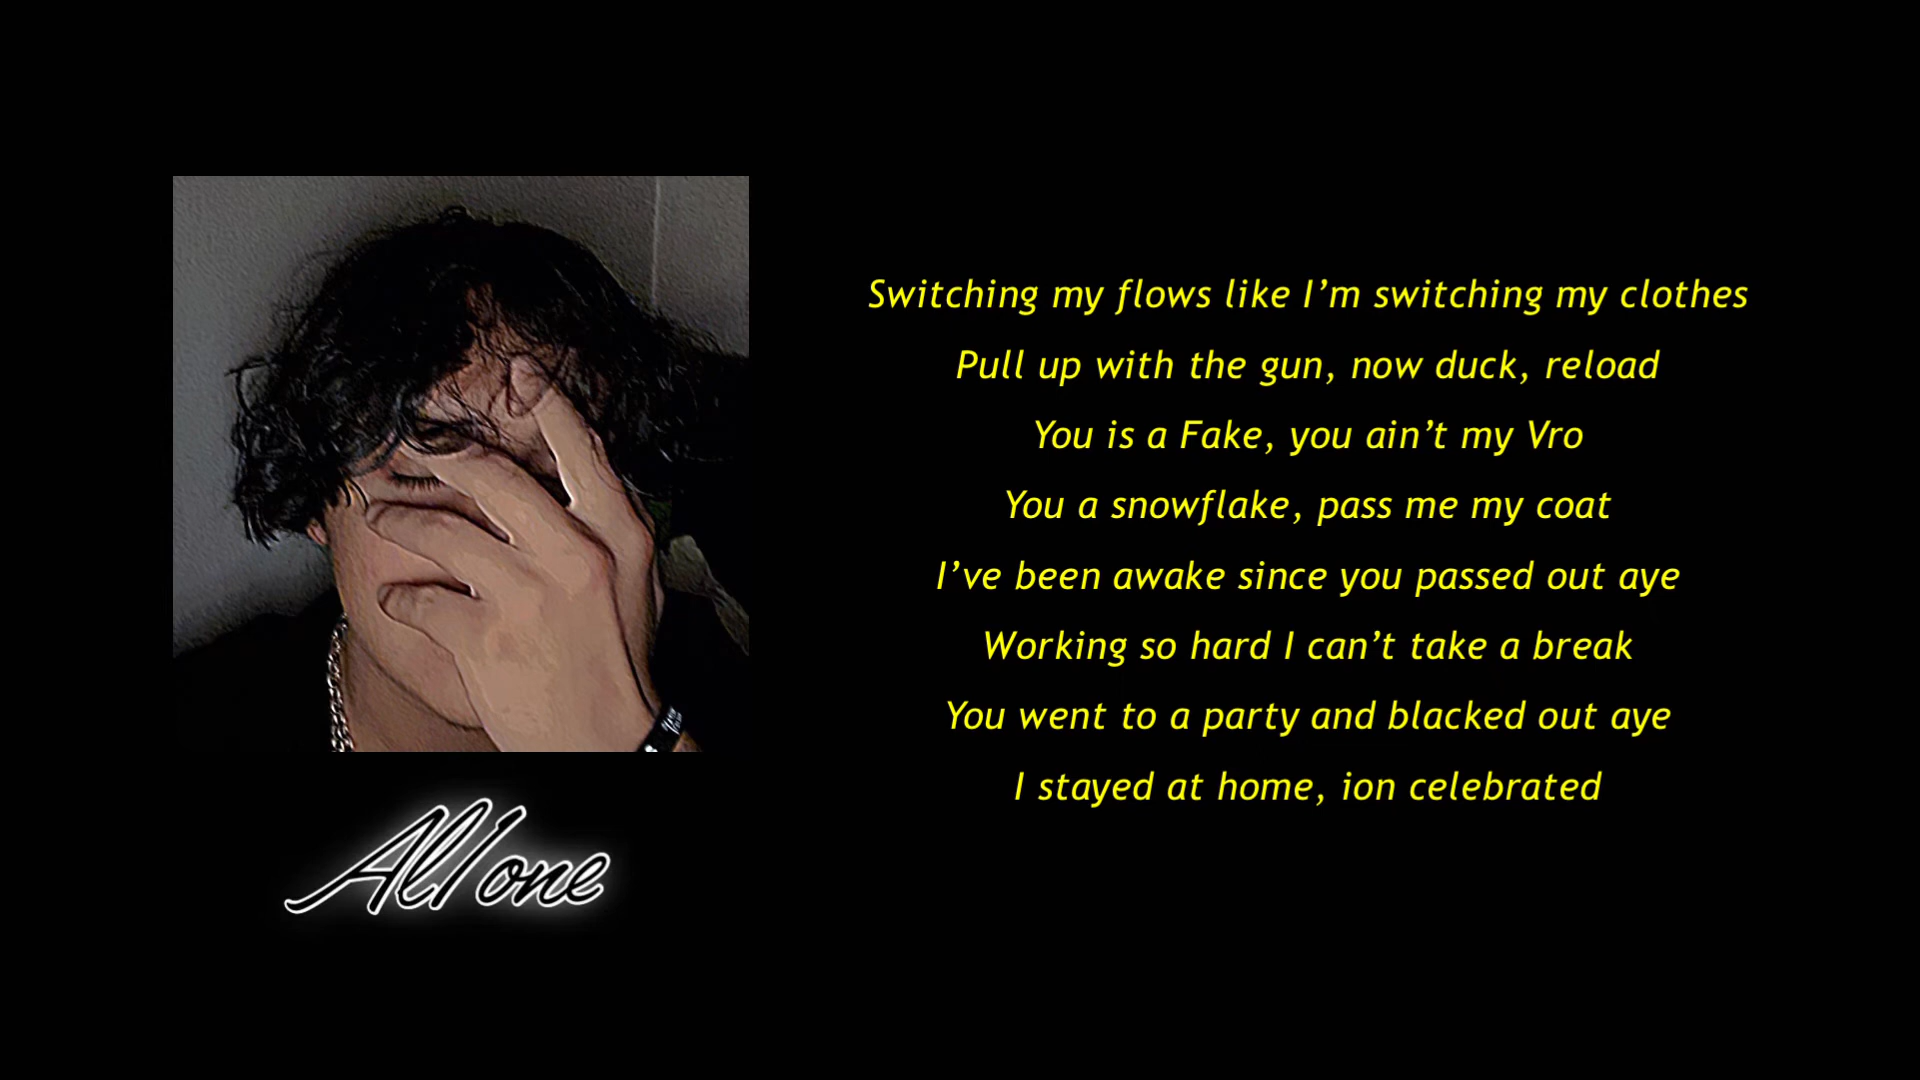 Switching my flows like I’m switching my clothes
Pull up with the gun, now duck, reload
You is a Fake, you ain’t my Vro
You a snowflake, pass me my coat
I’ve been awake since you passed out aye
Working so hard I can’t take a break
You went to a party and blacked out aye
I stayed at home, ion celebrated
All one